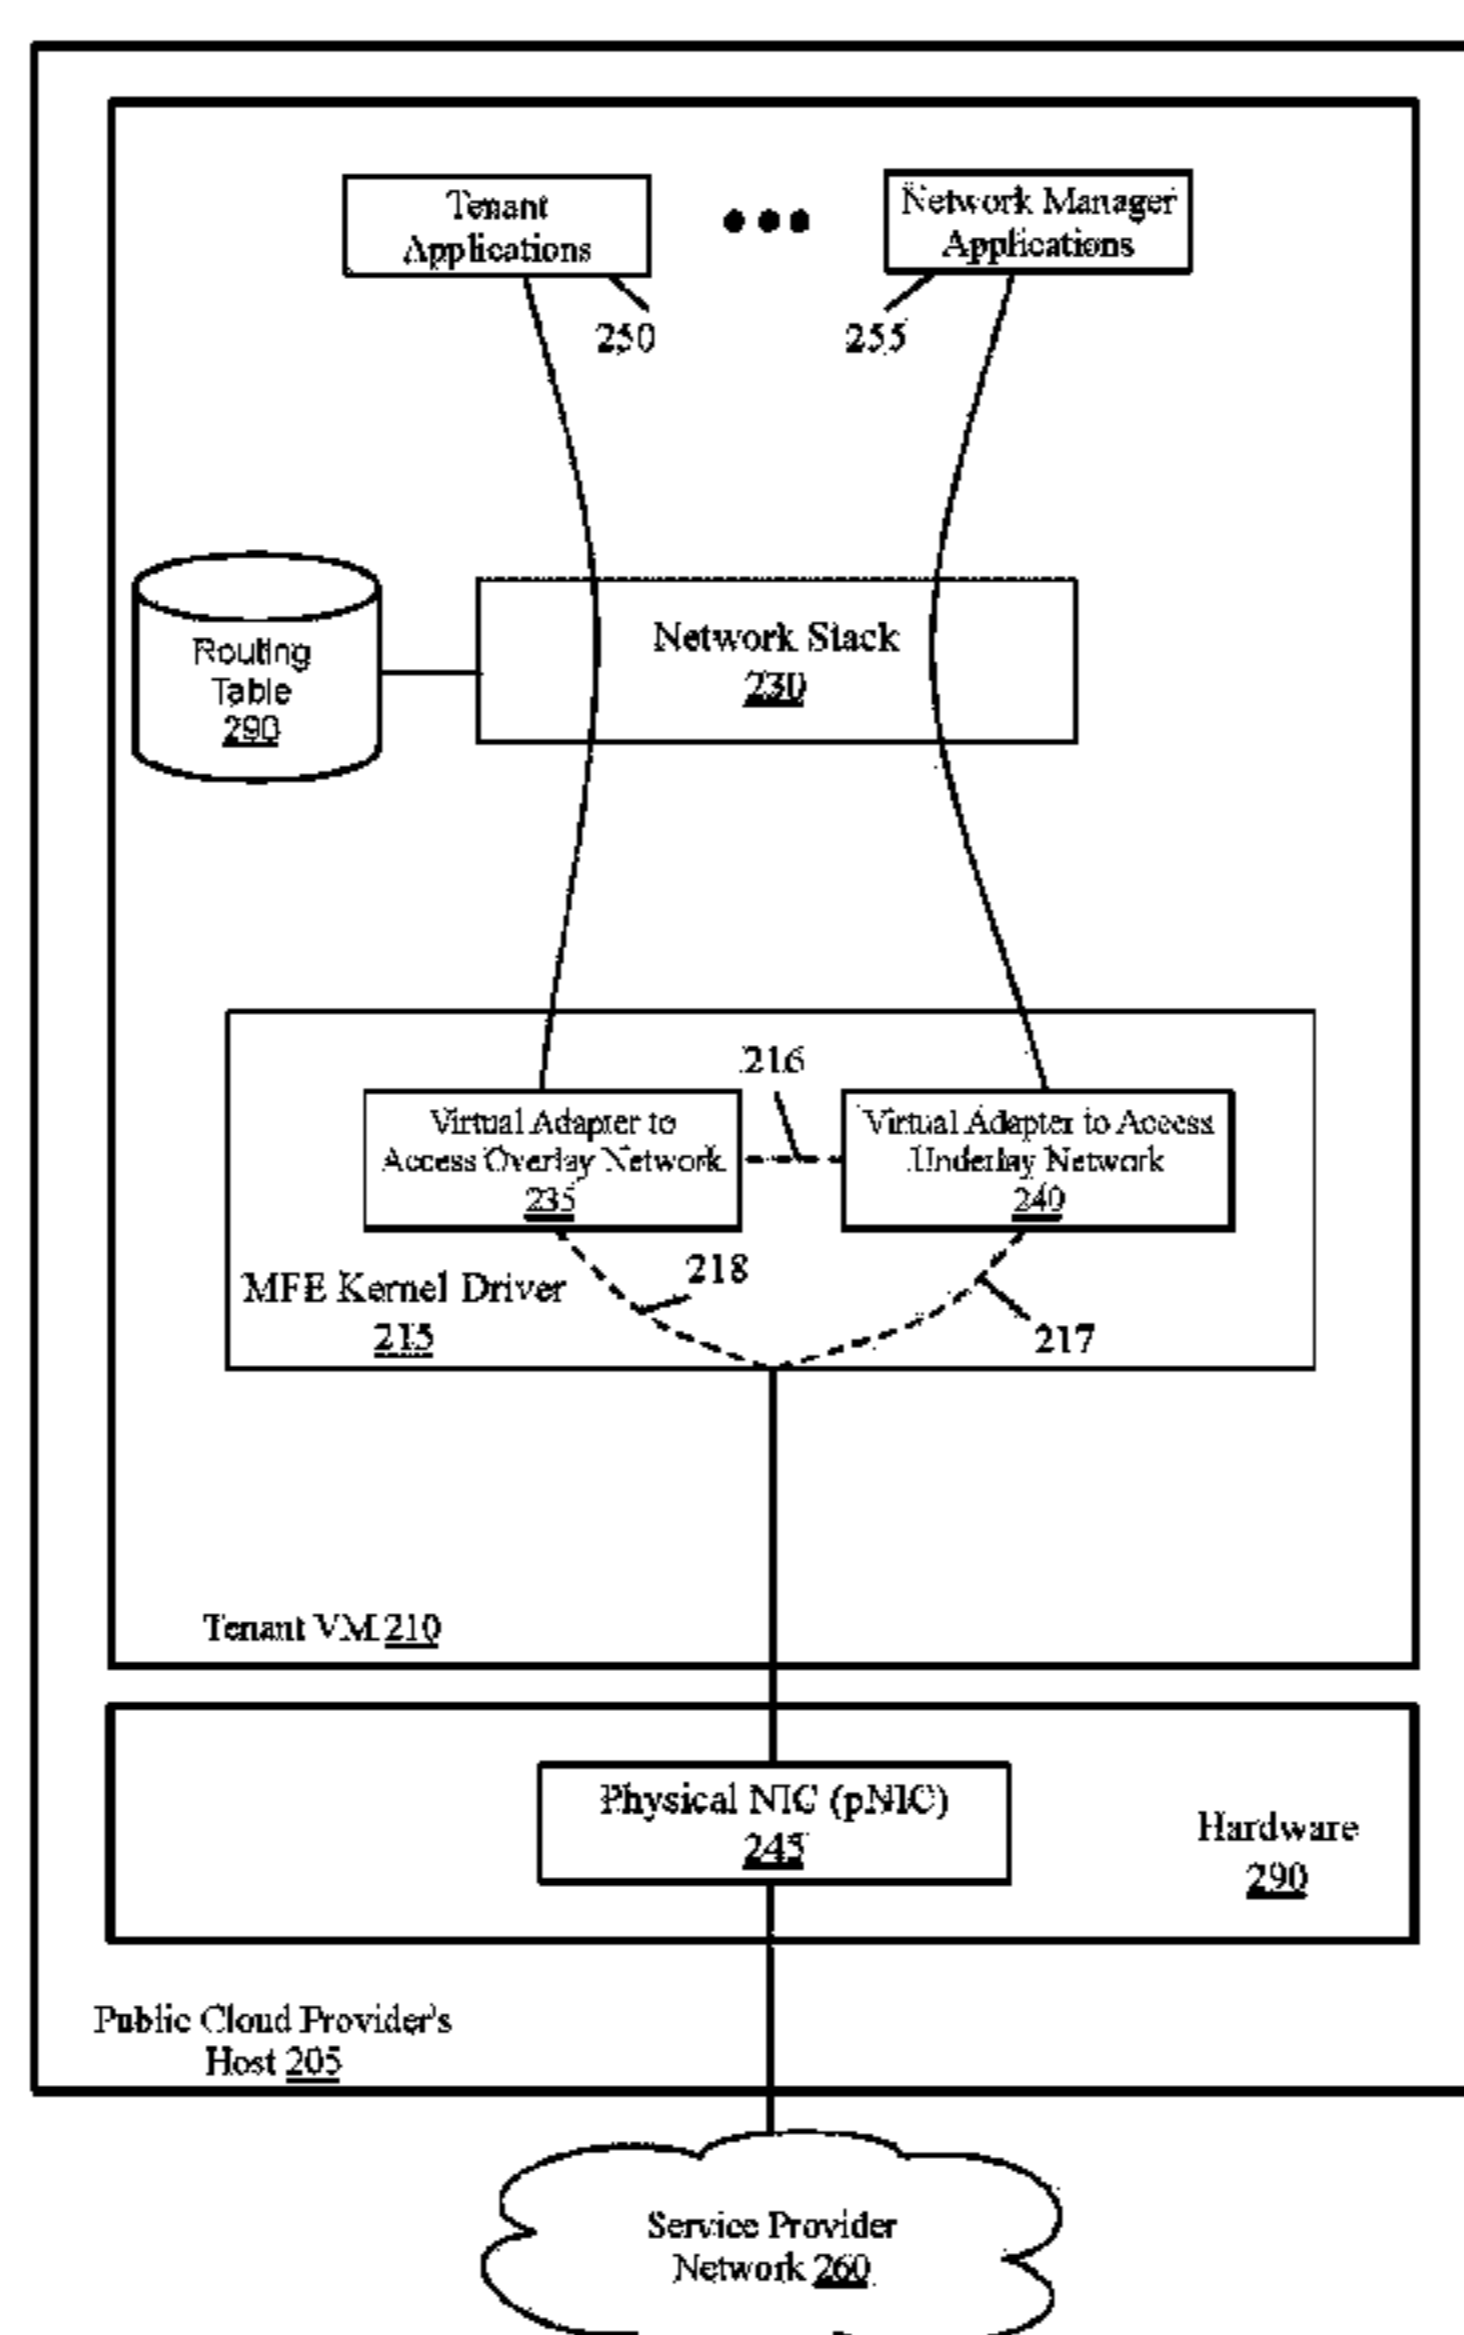 Tenant
Applications
Network Manager
Applications
250
255
Routing
Table
290
Network Stack
230
216
Virtual Adapter to
Access Overlay Network
235
Virtual Adapter to Access
Underlay Network
240
218
MFE Kernel Driver
215
217
Tenant VM 210
Physical NIC (pNIC)
245
Hardware
290
Public Cloud Provider's
Host 205
Service Provider
Network 260